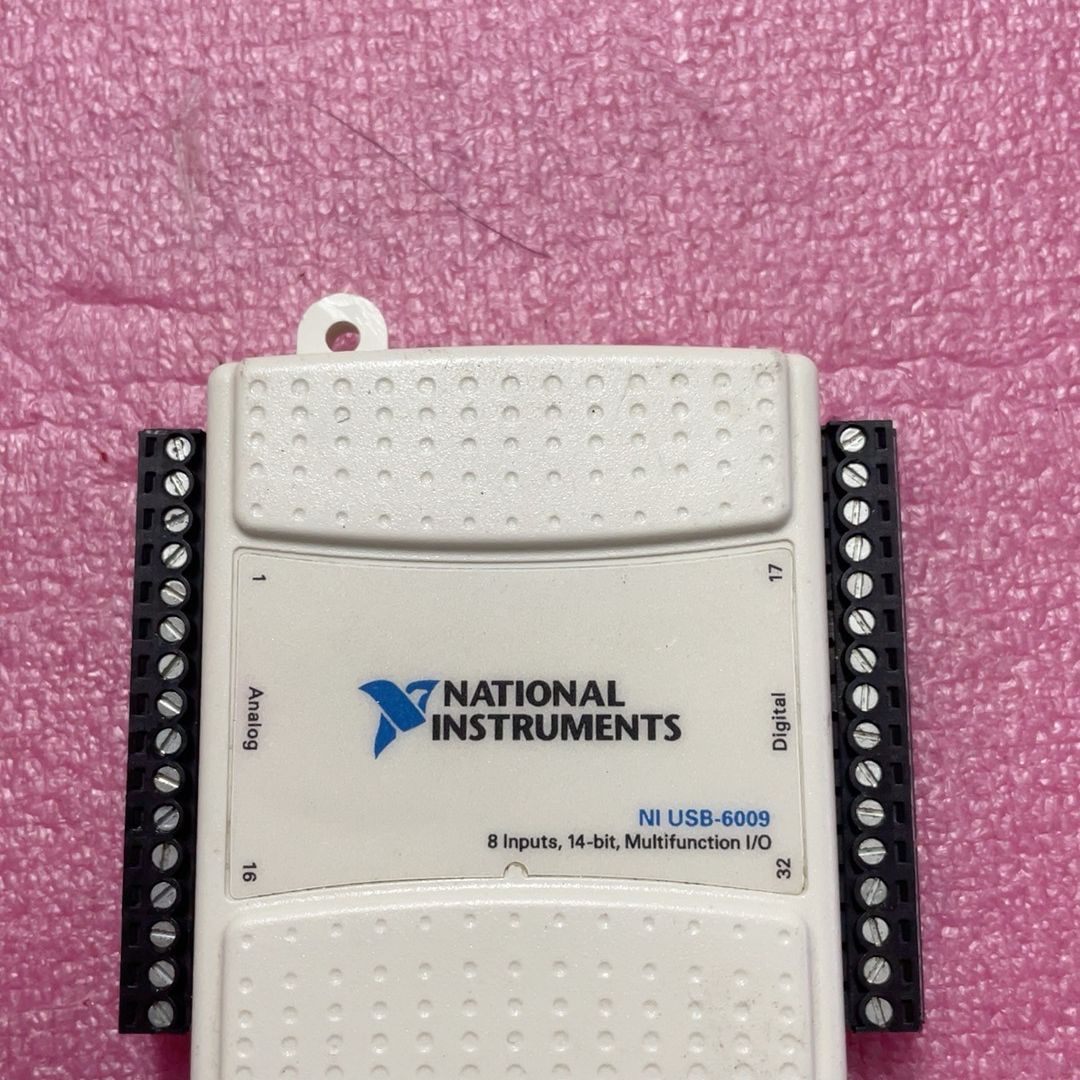 1
17
NATIONAL
INSTRUMENTS
Analog
Digital
NI USB-6009
8 Inputs, 14-bit, Multifunction I/O
16
32